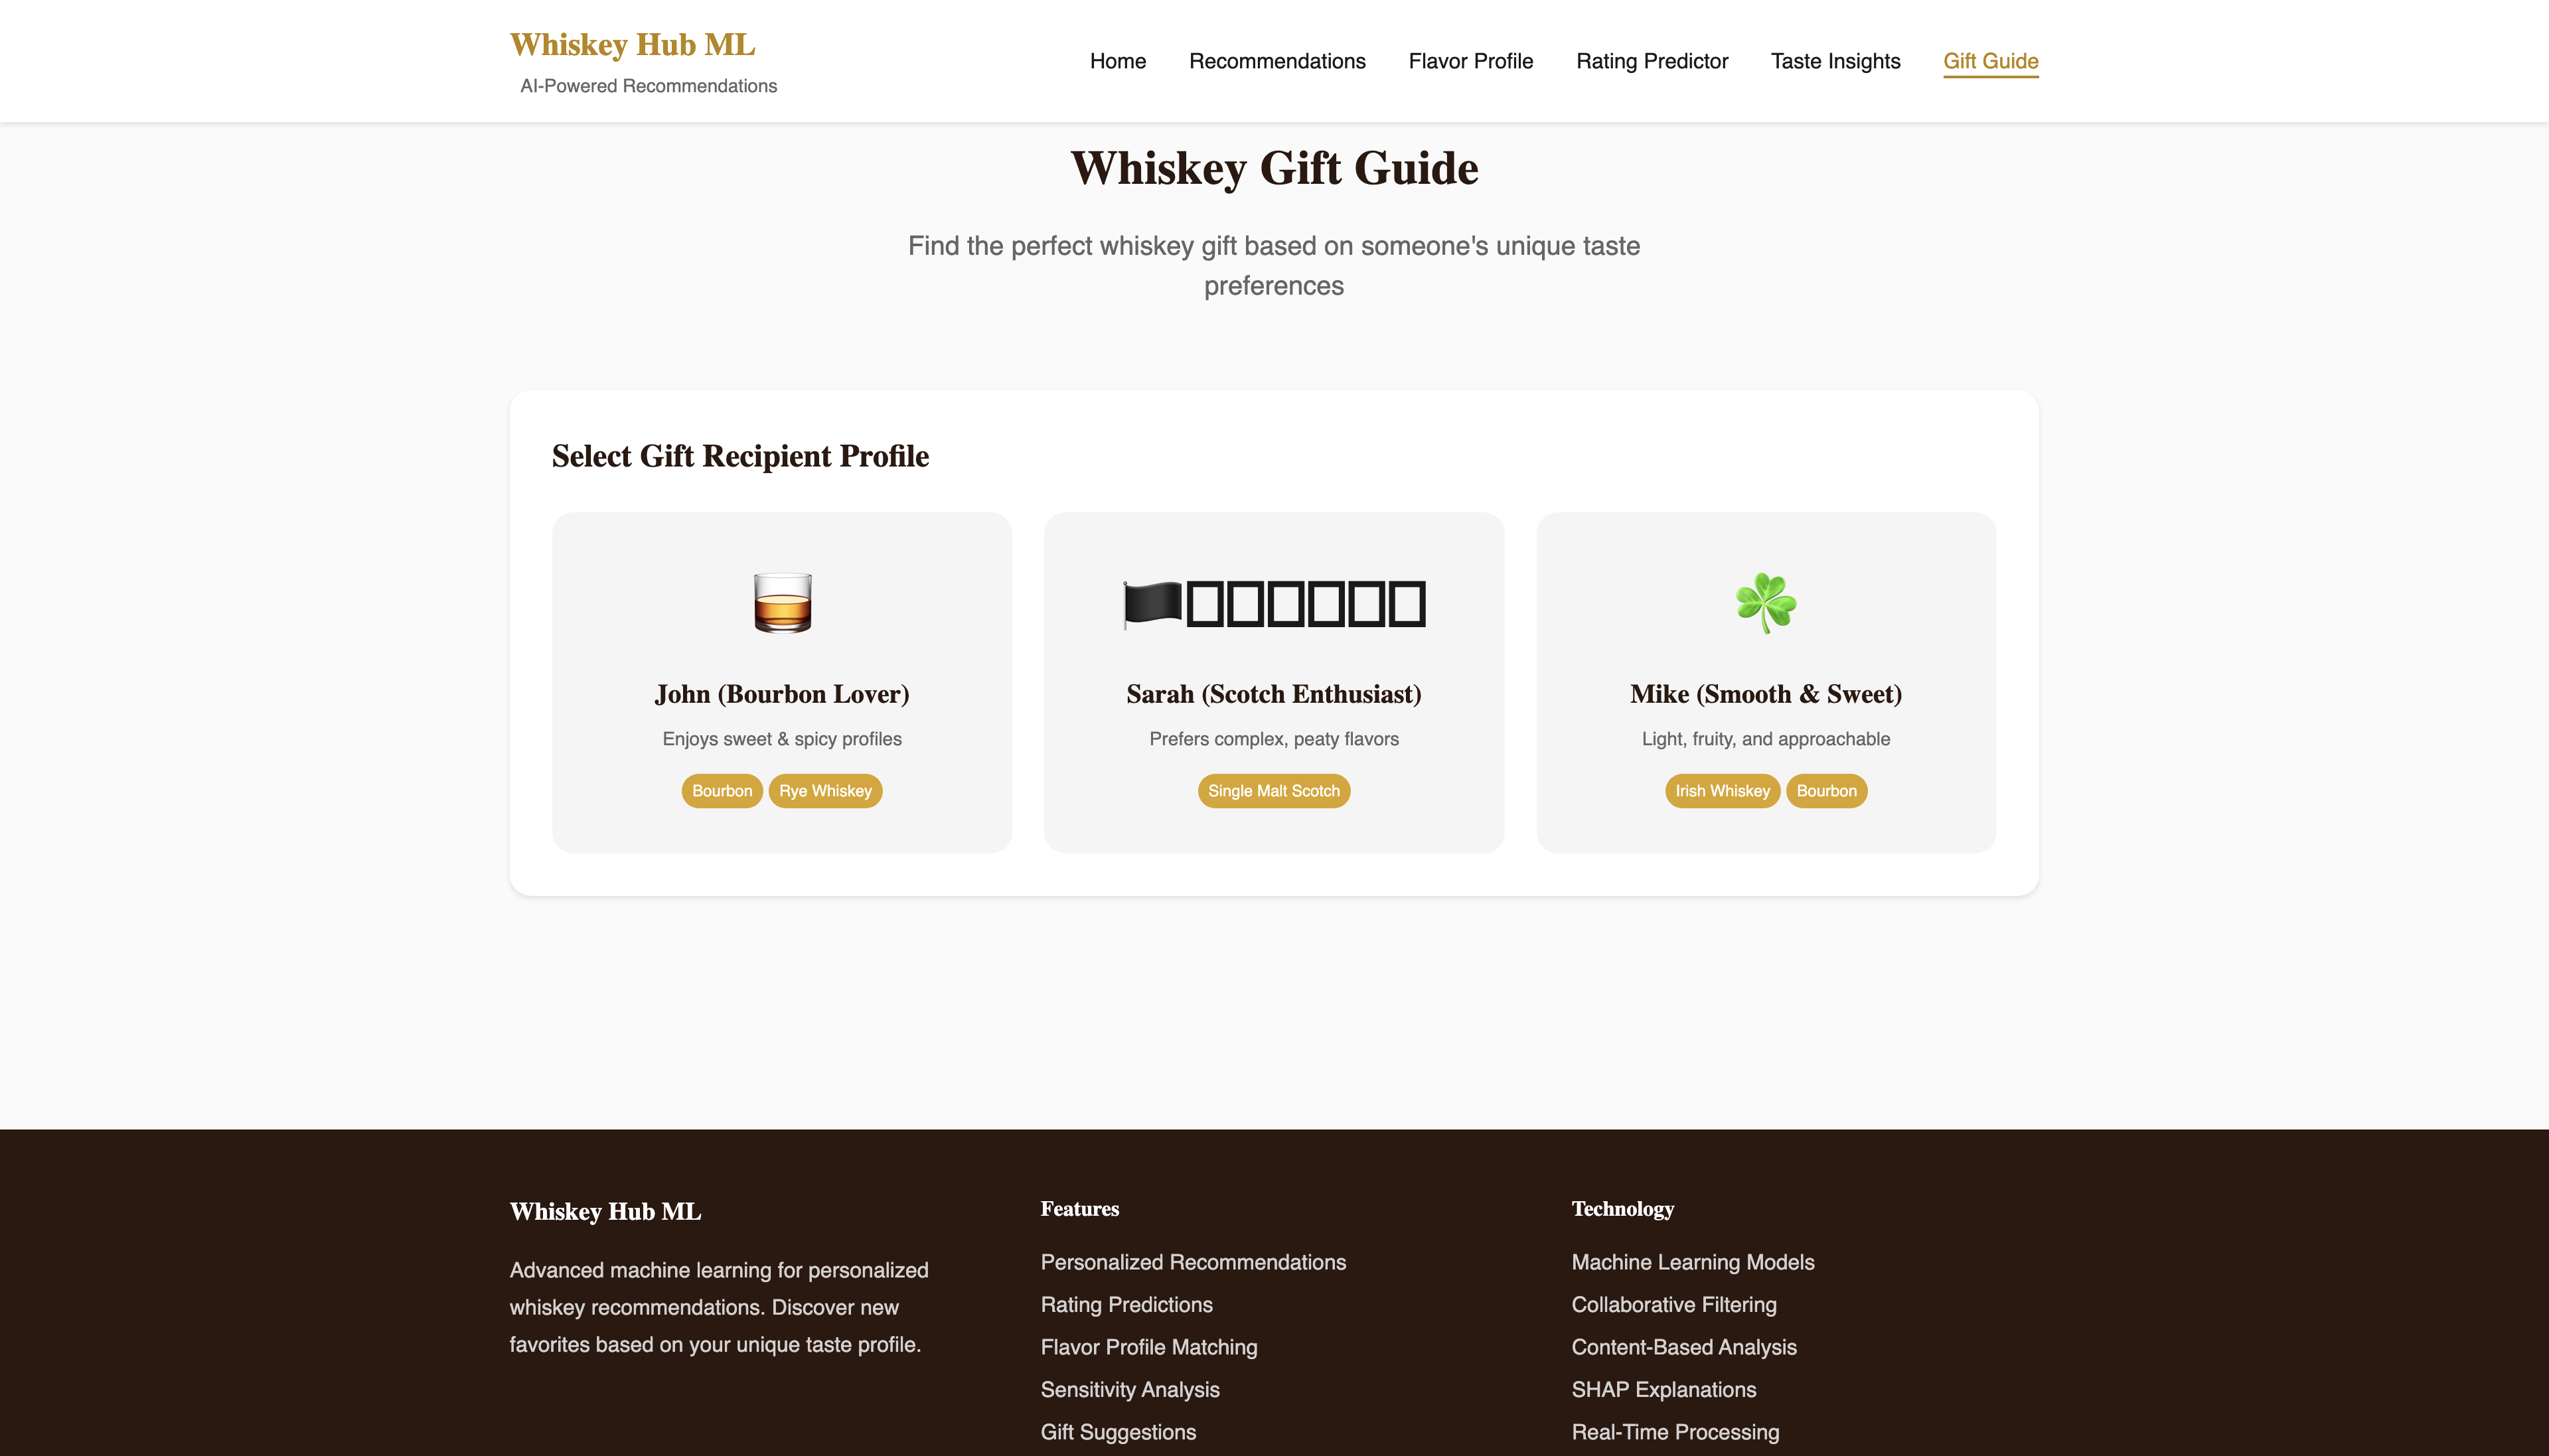 Whiskey Hub ML
AI-Powered Recommendations
Home
Recommendations
Flavor Profile
Rating Predictor
Taste Insights
Gift Guide
Whiskey Gift Guide
Find the perfect whiskey gift based on someone's unique taste
preferences
Select Gift Recipient Profile
John (Bourbon Lover)
Enjoys sweet & spicy profiles
Bourbon
Rye Whiskey
Sarah (Scotch Enthusiast)
Prefers complex, peaty flavors
Single Malt Scotch
Mike (Smooth & Sweet)
Light, fruity, and approachable
Irish Whiskey
Bourbon
Whiskey Hub ML
Advanced machine learning for personalized
whiskey recommendations. Discover new
favorites based on your unique taste profile.
Features
Personalized Recommendations
Rating Predictions
Flavor Profile Matching
Sensitivity Analysis
Gift Suggestions
Technology
Machine Learning Models
Collaborative Filtering
Content-Based Analysis
SHAP Explanations
Real-Time Processing